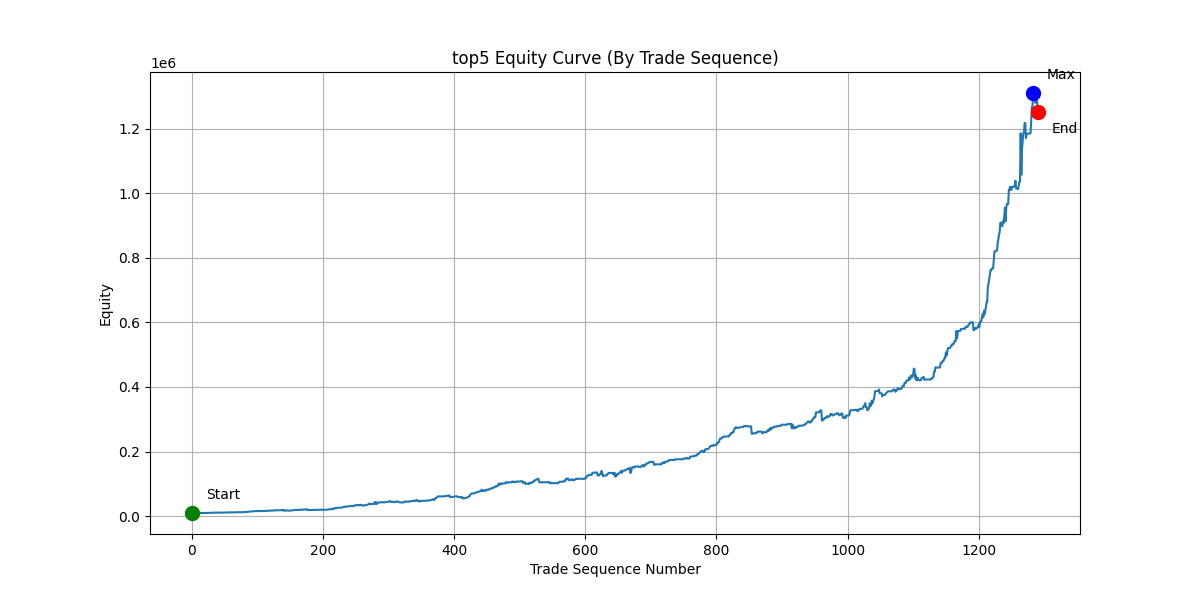 top5 Equity Curve (By Trade Sequence)
1e6
Max
End
Start
1.2
1.0
0.8
0.6
0.4
0.2
0.0
Equity
0 200 400 600 800 1000 1200
Trade Sequence Number